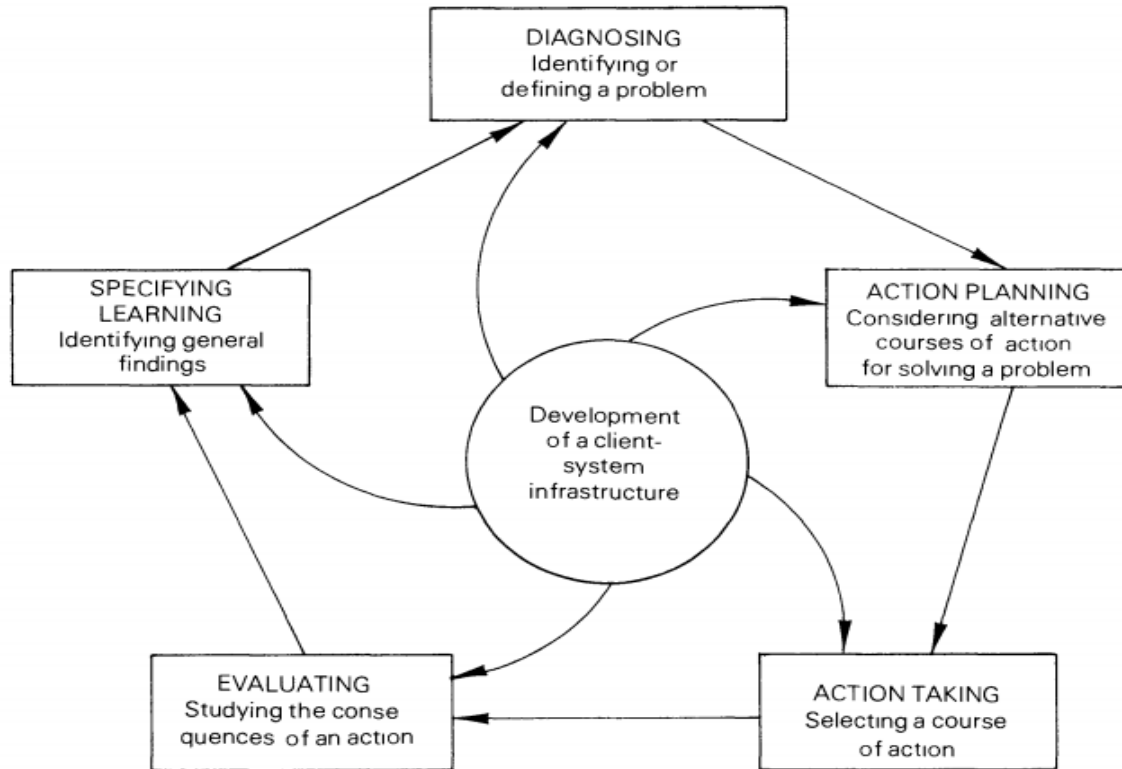 DIAGNOSING
Identifying or
defining a problem
SPECIFYING
LEARNING
Identifying general
findings
ACTION PLANNING
Considering alternative
courses of action
for solving a problem
Development
of a client-
system
infrastructure
EVALUATING
Studying the conse
quences of an action
ACTION TAKING
Selecting a course
of action